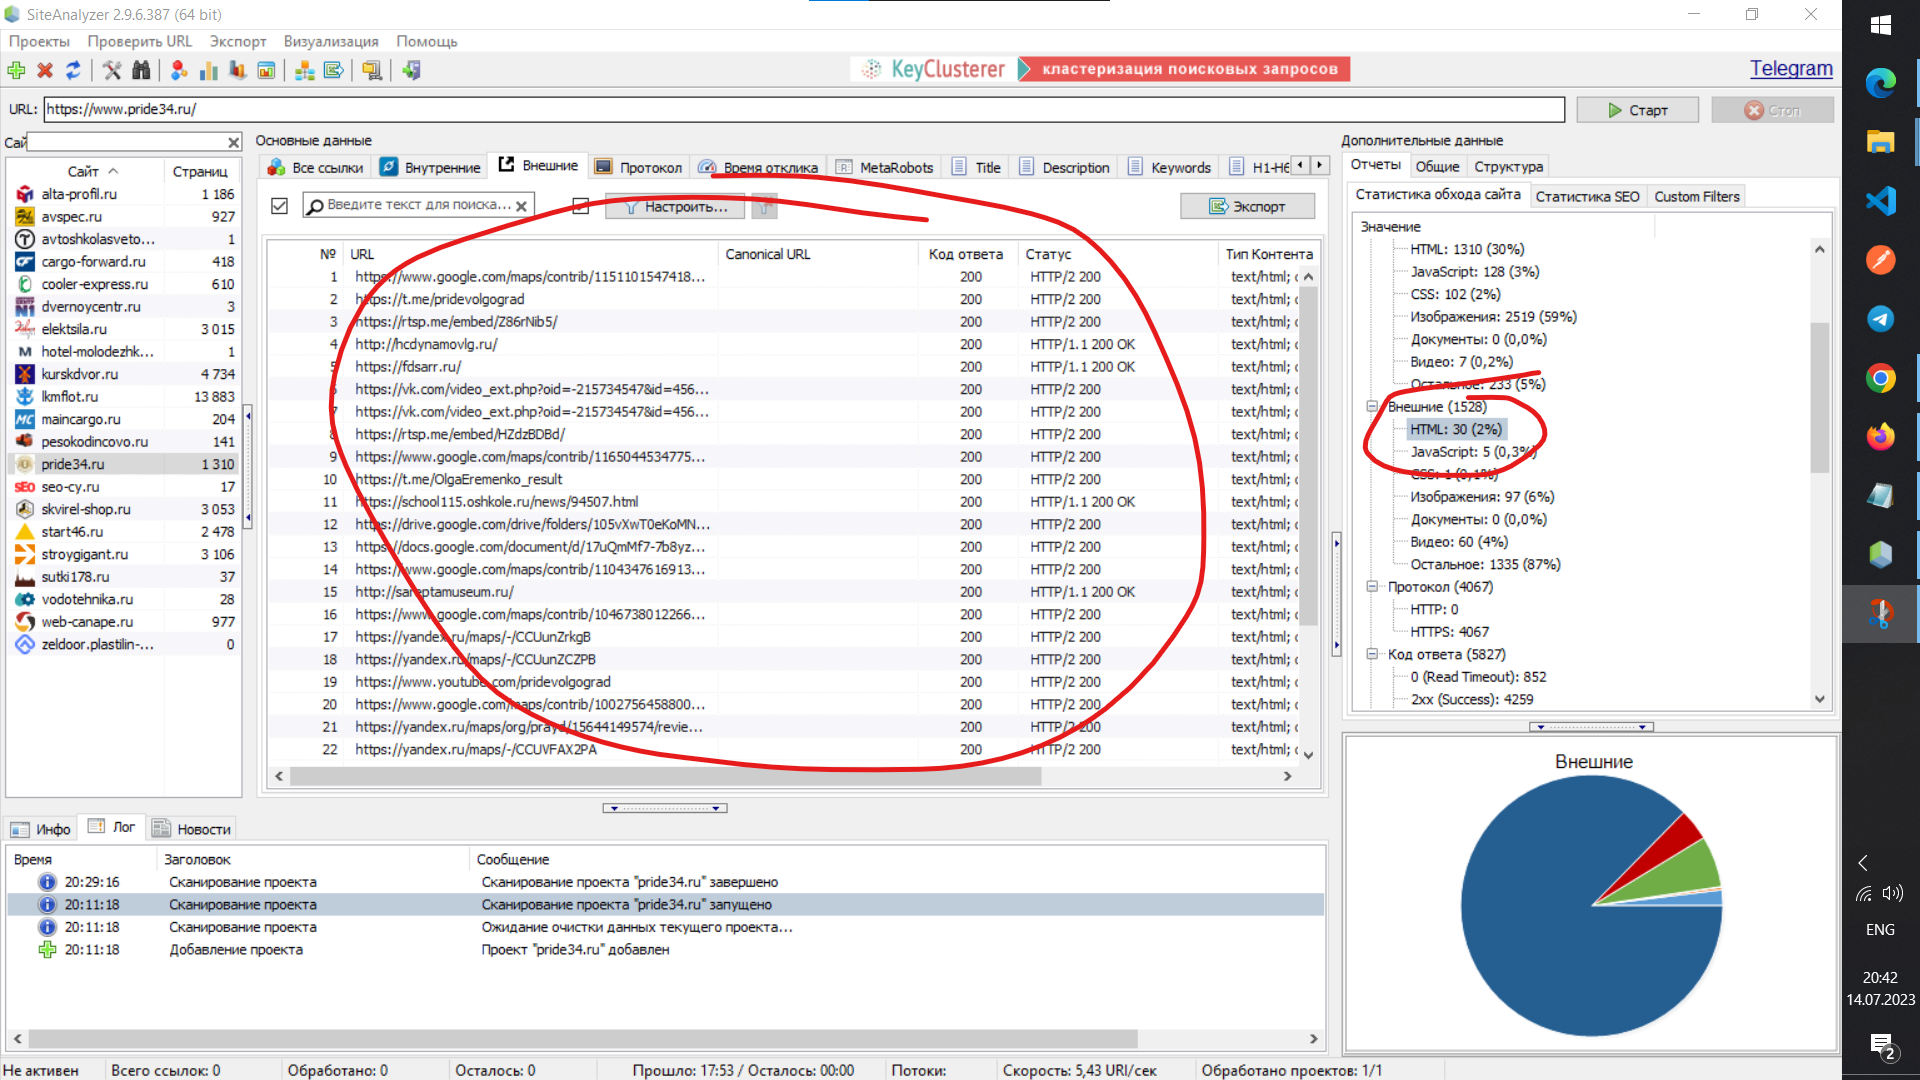 SiteAnalyzer 2.9.6.387 (64 bit)
Проекты Проверить URL Экспорт Визуализация Помощь
KeyClusterer кластеризация поисковых запросов
Telegram
URL: https://www.pride34.ru/ Старт Стоп
Сай
Сайт Страниц
alta-profil.ru 1 186
avspec.ru 927
avtoshkolasveto... 1
cargo-forward.ru 418
cooler-express.ru 610
dvernoycentr.ru 3
elektsila.ru 3 015
hotel-molodezhk... 1
kurskdvor.ru 4 734
lkmflot.ru 13 883
maincargo.ru 204
pesokodincovo.ru 141
pride34.ru 1 310
seo-cy.ru 17
skvirel-shop.ru 3 053
start46.ru 2 478
stroygigant.ru 3 106
sutki178.ru 37
vodotehnika.ru 28
web-canape.ru 977
zeldoor.plastilin-... 0
Основные данные
Все ссылки Внутренние Внешние Протокол Время отклика MetaRobots Title Description Keywords H1-H6
Введите текст для поиска... Настроить... Экспорт
№ URL Canonical URL Код ответа Статус Тип Контента
1 https://www.google.com/maps/contrib/1151101547418... 200 HTTP/2 200 text/html; c
2 https://t.me/pridevolgograd 200 HTTP/2 200 text/html; c
3 https://rtsp.me/embed/Z86rNib5/ 200 HTTP/2 200 text/html; c
4 http://hcdynamovlg.ru/ 200 HTTP/1.1 200 OK text/html; c
5 https://fdsarr.ru/ 200 HTTP/1.1 200 OK text/html; c
6 https://vk.com/video_ext.php?oid=-215734547&id=456... 200 HTTP/2 200 text/html; c
7 https://vk.com/video_ext.php?oid=-215734547&id=456... 200 HTTP/2 200 text/html; c
8 https://rtsp.me/embed/HZdzBDBd/ 200 HTTP/2 200 text/html; c
9 https://www.google.com/maps/contrib/1165044534775... 200 HTTP/2 200 text/html; c
10 https://t.me/OlgaEremenko_result 200 HTTP/2 200 text/html; c
11 https://school115.oshkole.ru/news/94507.html 200 HTTP/1.1 200 OK text/html; c
12 https://drive.google.com/drive/folders/105vXwT0eKoMN... 200 HTTP/2 200 text/html; c
13 https://docs.google.com/document/d/17uQmMf7-7b8yz... 200 HTTP/2 200 text/html; c
14 https://www.google.com/maps/contrib/1104347616913... 200 HTTP/2 200 text/html; c
15 http://sareptamuseum.ru/ 200 HTTP/1.1 200 OK text/html; c
16 https://www.google.com/maps/contrib/1046738012266... 200 HTTP/2 200 text/html; c
17 https://yandex.ru/maps/-/CCUunZrkgB 200 HTTP/2 200 text/html; c
18 https://yandex.ru/maps/-/CCUunZCZPB 200 HTTP/2 200 text/html; c
19 https://www.youtube.com/pridevolgograd 200 HTTP/2 200 text/html; c
20 https://www.google.com/maps/contrib/1002756458800... 200 HTTP/2 200 text/html; c
21 https://yandex.ru/maps/org/prayd/15644149574/revie... 200 HTTP/2 200 text/html; c
22 https://yandex.ru/maps/-/CCUVFAX2PA 200 HTTP/2 200 text/html; c
Дополнительные данные
Отчеты Общие Структура
Статистика обхода сайта Статистика SEO Custom Filters
Значение
HTML: 1310 (30%)
JavaScript: 128 (3%)
CSS: 102 (2%)
Изображения: 2519 (59%)
Документы: 0 (0,0%)
Видео: 7 (0,2%)
Остальное: 233 (5%)
Внешние (1528)
HTML: 30 (2%)
JavaScript: 5 (0,3%)
CSS: 1 (0,1%)
Изображения: 97 (6%)
Документы: 0 (0,0%)
Видео: 60 (4%)
Остальное: 1335 (87%)
Протокол (4067)
HTTP: 0
HTTPS: 4067
Код ответа (5827)
0 (Read Timeout): 852
2xx (Success): 4259
Внешние
Инфо Лог Новости
Время Заголовок Сообщение
20:29:16 Сканирование проекта Сканирование проекта "pride34.ru" завершено
20:11:18 Сканирование проекта Сканирование проекта "pride34.ru" запущено
20:11:18 Сканирование проекта Ожидание очистки данных текущего проекта...
20:11:18 Добавление проекта Проект "pride34.ru" добавлен
Не активен Всего ссылок: 0 Обработано: 0 Осталось: 0 Прошло: 17:53 / Осталось: 00:00 Потоки: Скорость: 5,43 URI/сек Обработано проектов: 1/1
ENG
20:42
14.07.2023
2